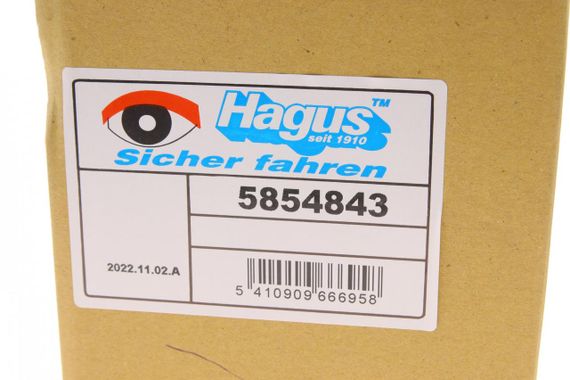 Hagus™
seit 1910
Sicher fahren
5854843
2022.11.02.A
5 410909 666958